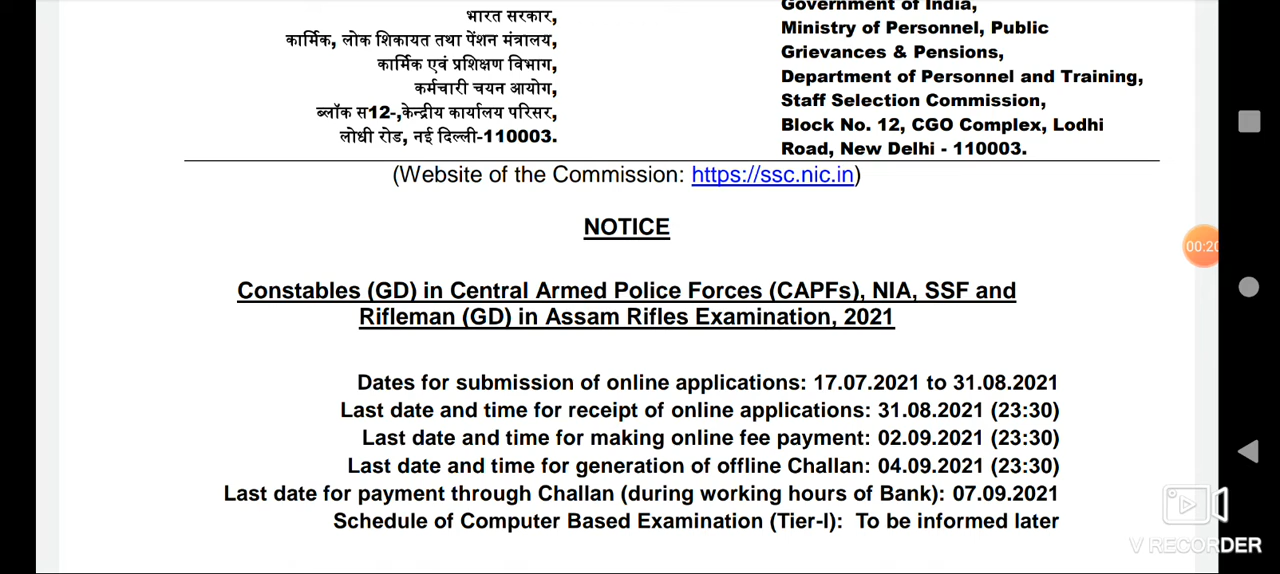 भारत सरकार,
कार्मिक, लोक शिकायत तथा पेंशन मंत्रालय,
कार्मिक एवं प्रशिक्षण विभाग,
कर्मचारी चयन आयोग,
ब्लॉक स12-,केन्द्रीय कार्यालय परिसर,
लोधी रोड, नई दिल्ली-110003.
Government of India,
Ministry of Personnel, Public
Grievances & Pensions,
Department of Personnel and Training,
Staff Selection Commission,
Block No. 12, CGO Complex, Lodhi
Road, New Delhi - 110003.
(Website of the Commission: https://ssc.nic.in)
NOTICE
Constables (GD) in Central Armed Police Forces (CAPFs), NIA, SSF and
Rifleman (GD) in Assam Rifles Examination, 2021
Dates for submission of online applications: 17.07.2021 to 31.08.2021
Last date and time for receipt of online applications: 31.08.2021 (23:30)
Last date and time for making online fee payment: 02.09.2021 (23:30)
Last date and time for generation of offline Challan: 04.09.2021 (23:30)
Last date for payment through Challan (during working hours of Bank): 07.09.2021
Schedule of Computer Based Examination (Tier-I): To be informed later
00:20
V RECORDER